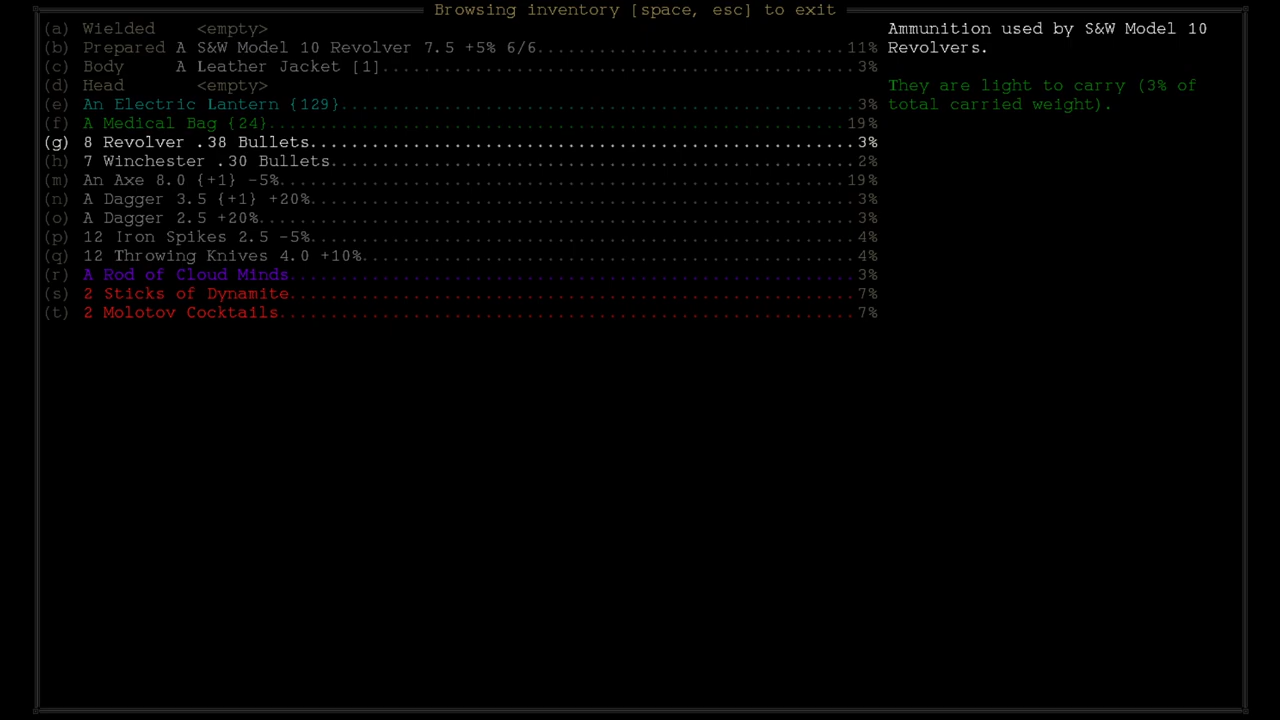 Browsing inventory [space, esc] to exit
(a) Wielded <empty>
(b) Prepared A S&W Model 10 Revolver 7.5 +5% 6/6..............................11%
(c) Body A Leather Jacket [1]..............................................3%
(d) Head <empty>
(e) An Electric Lantern {129}..................................................3%
(f) A Medical Bag {24}.........................................................19%
(g) 8 Revolver .38 Bullets.....................................................3%
(h) 7 Winchester .30 Bullets...................................................2%
(m) An Axe 8.0 {+1} -5%........................................................19%
(n) A Dagger 3.5 {+1} +20%.....................................................3%
(o) A Dagger 2.5 +20%..........................................................3%
(p) 12 Iron Spikes 2.5 -5%.....................................................4%
(q) 12 Throwing Knives 4.0 +10%................................................4%
(r) A Rod of Cloud Minds.......................................................3%
(s) 2 Sticks of Dynamite.......................................................7%
(t) 2 Molotov Cocktails........................................................7%
Ammunition used by S&W Model 10
Revolvers.
They are light to carry (3% of
total carried weight).